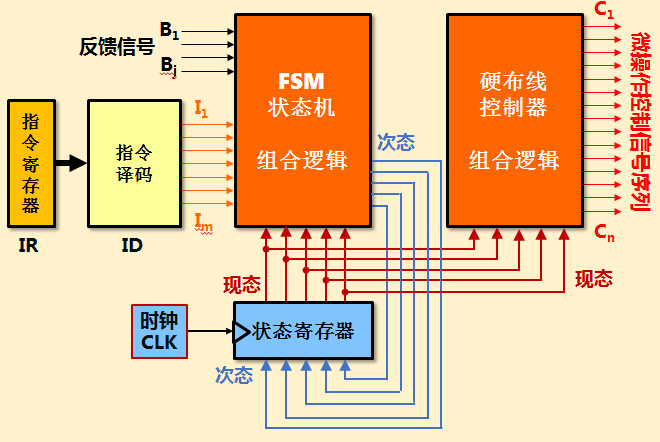 反馈信号
B1
Bj
FSM
状态机
组合逻辑
硬布线
控制器
组合逻辑
C1
Cn
微操作控制信号序列
指令寄存器
IR
指令
译码
ID
I1
Im
次态
现态
现态
时钟
CLK
状态寄存器
次态